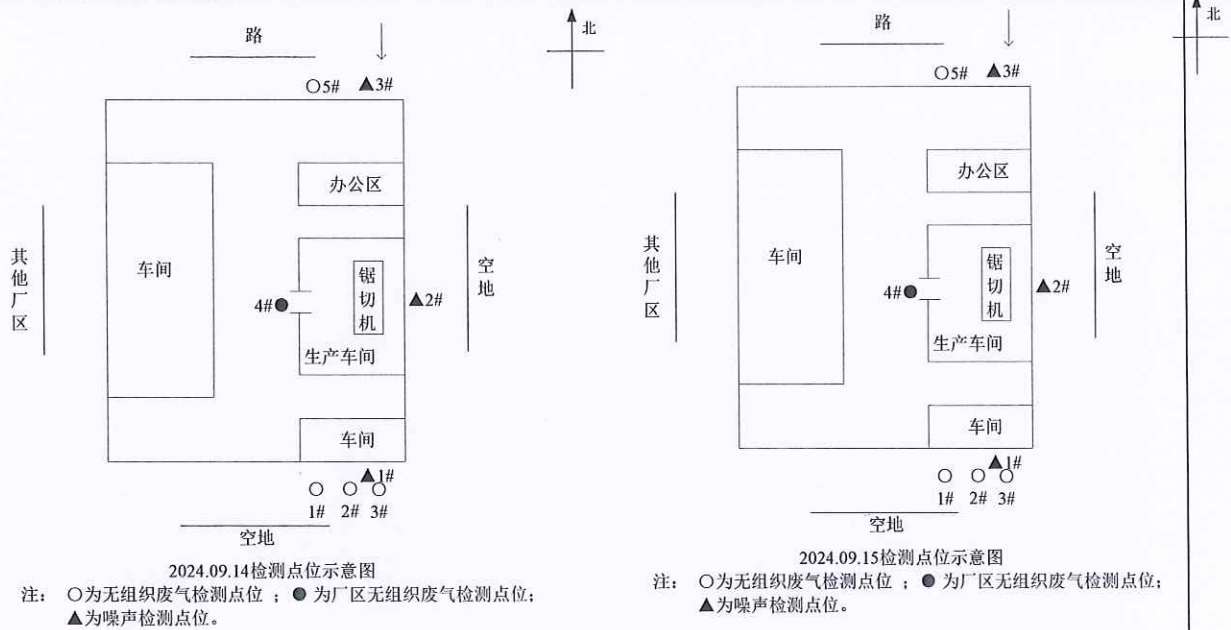 路
北
○5# ▲3#
办公区
其他厂区
车间
锯切机
空地
4#●
▲2#
生产车间
车间
▲1#
○ ○ ○
1# 2# 3#
空地
2024.09.14检测点位示意图
注： ○为无组织废气检测点位 ；● 为厂区无组织废气检测点位；
▲为噪声检测点位。
路
北
○5# ▲3#
办公区
其他厂区
车间
锯切机
空地
4#●
▲2#
生产车间
车间
▲1#
○ ○ ○
1# 2# 3#
空地
2024.09.15检测点位示意图
注： ○为无组织废气检测点位 ；● 为厂区无组织废气检测点位；
▲为噪声检测点位。